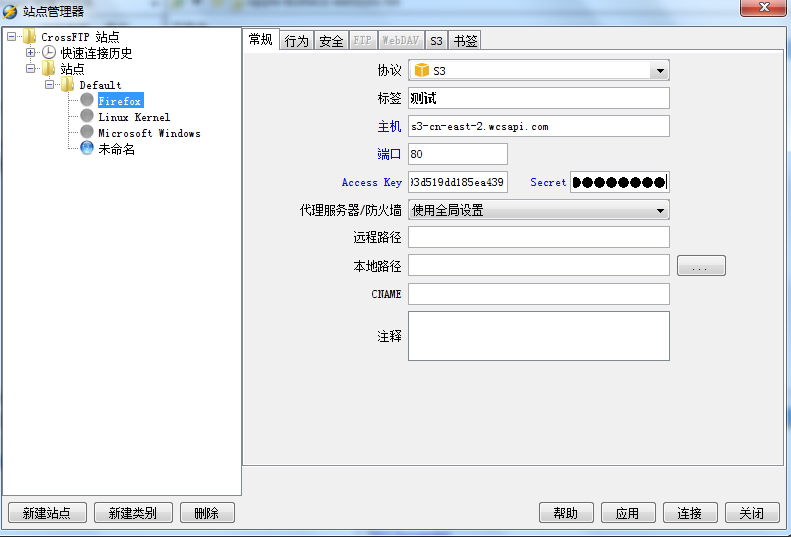 站点管理器
CrossFTP 站点
快速连接历史
站点
Default
Firefox
Linux Kernel
Microsoft Windows
未命名
常规 行为 安全 FTP WebDAV S3 书签
协议 S3
标签 测试
主机 s3-cn-east-2.wcsapi.com
端口 80
Access Key 93d519dd185ea439 Secret
代理服务器/防火墙 使用全局设置
远程路径
本地路径 ...
CNAME
注释
新建站点 新建类别 删除 帮助 应用 连接 关闭